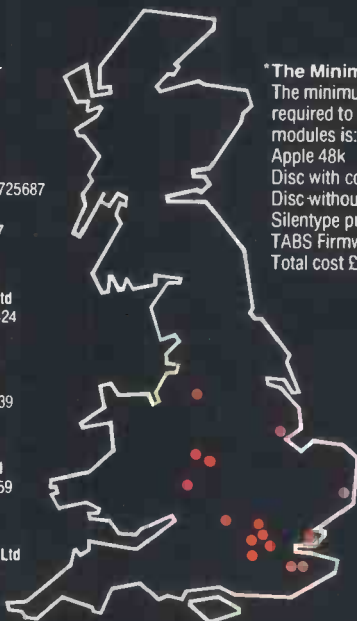 725687
7
td
24
39
d
59
Ltd
*The Minim
The minimu
required to
modules is:
Apple 48k
Disc with co
Disc without
Silentype pr
TABS Firmw
Total cost £